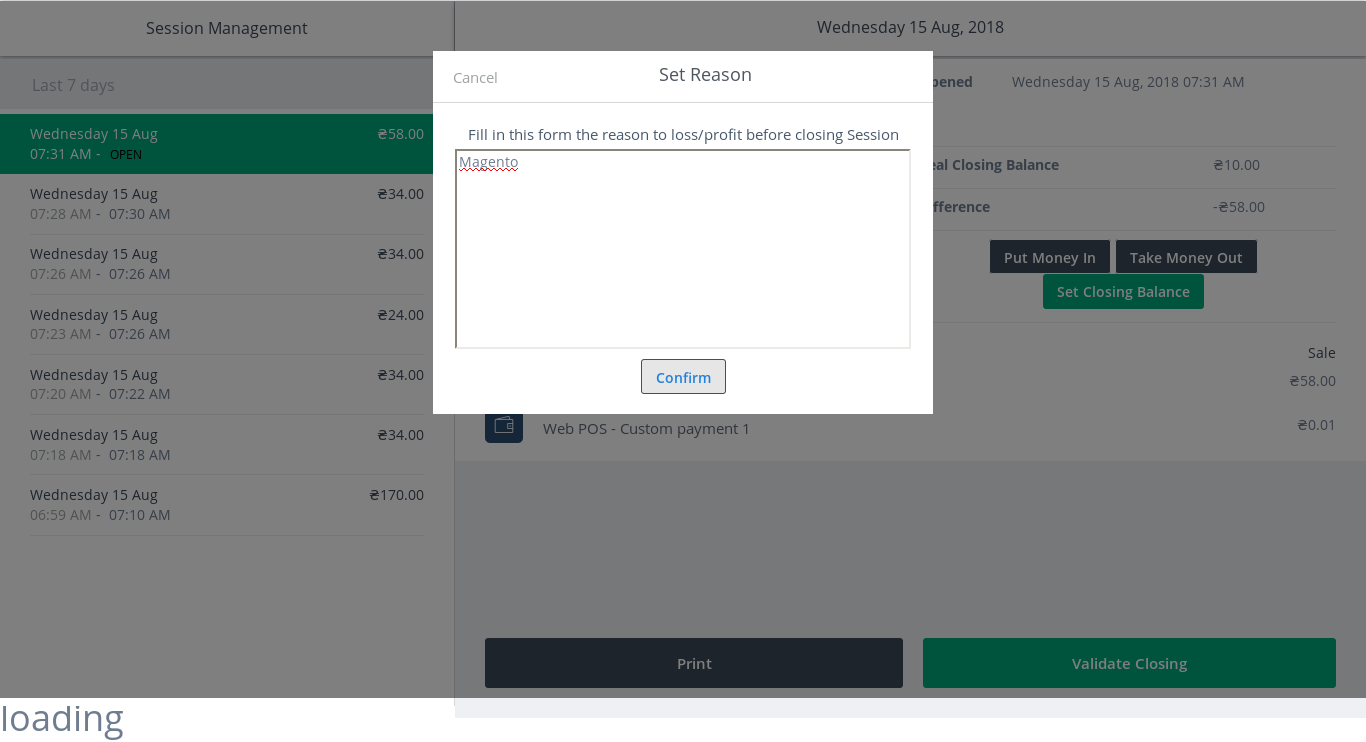 Session Management
Wednesday 15 Aug, 2018
Last 7 days
Wednesday 15 Aug ₴58.00
07:31 AM - OPEN
Wednesday 15 Aug ₴34.00
07:28 AM - 07:30 AM
Wednesday 15 Aug ₴34.00
07:26 AM - 07:26 AM
Wednesday 15 Aug ₴24.00
07:23 AM - 07:26 AM
Wednesday 15 Aug ₴34.00
07:20 AM - 07:22 AM
Wednesday 15 Aug ₴34.00
07:18 AM - 07:18 AM
Wednesday 15 Aug ₴170.00
06:59 AM - 07:10 AM
Cancel
Set Reason
Fill in this form the reason to loss/profit before closing Session
Magento
Confirm
pened Wednesday 15 Aug, 2018 07:31 AM
eal Closing Balance ₴10.00
fference -₴58.00
Put Money In Take Money Out
Set Closing Balance
Sale
₴58.00
Web POS - Custom payment 1 ₴0.01
Print
Validate Closing
loading